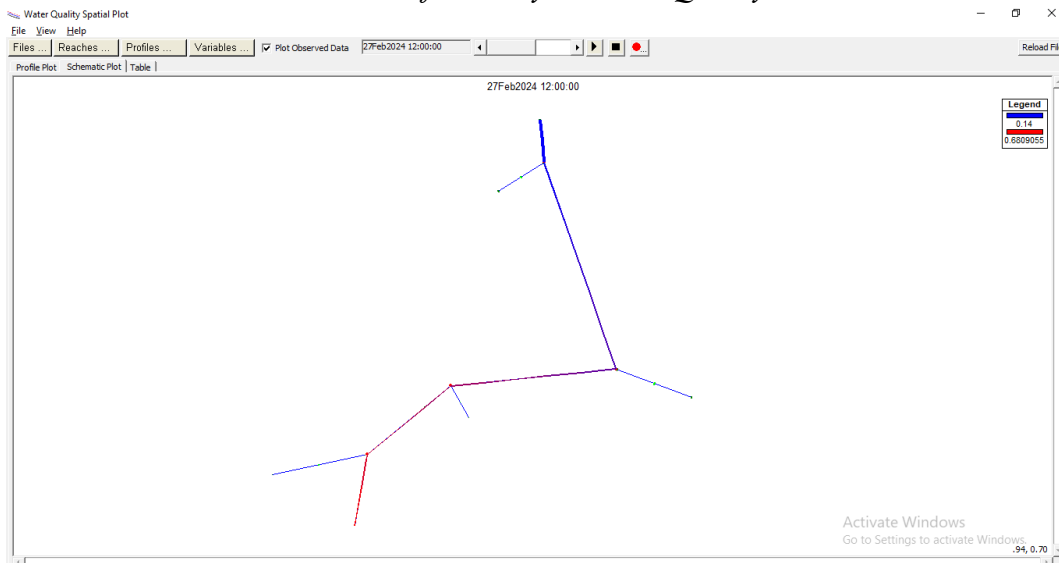 Water Quality Spatial Plot
File View Help
Files ... Reaches ... Profiles ... Variables ... Plot Observed Data 27Feb2024 12:00:00 Reload Fil
Profile Plot Schematic Plot Table
27Feb2024 12:00:00
Legend
0.14
0.6809055
Activate Windows
Go to Settings to activate Windows.
.94, 0.70